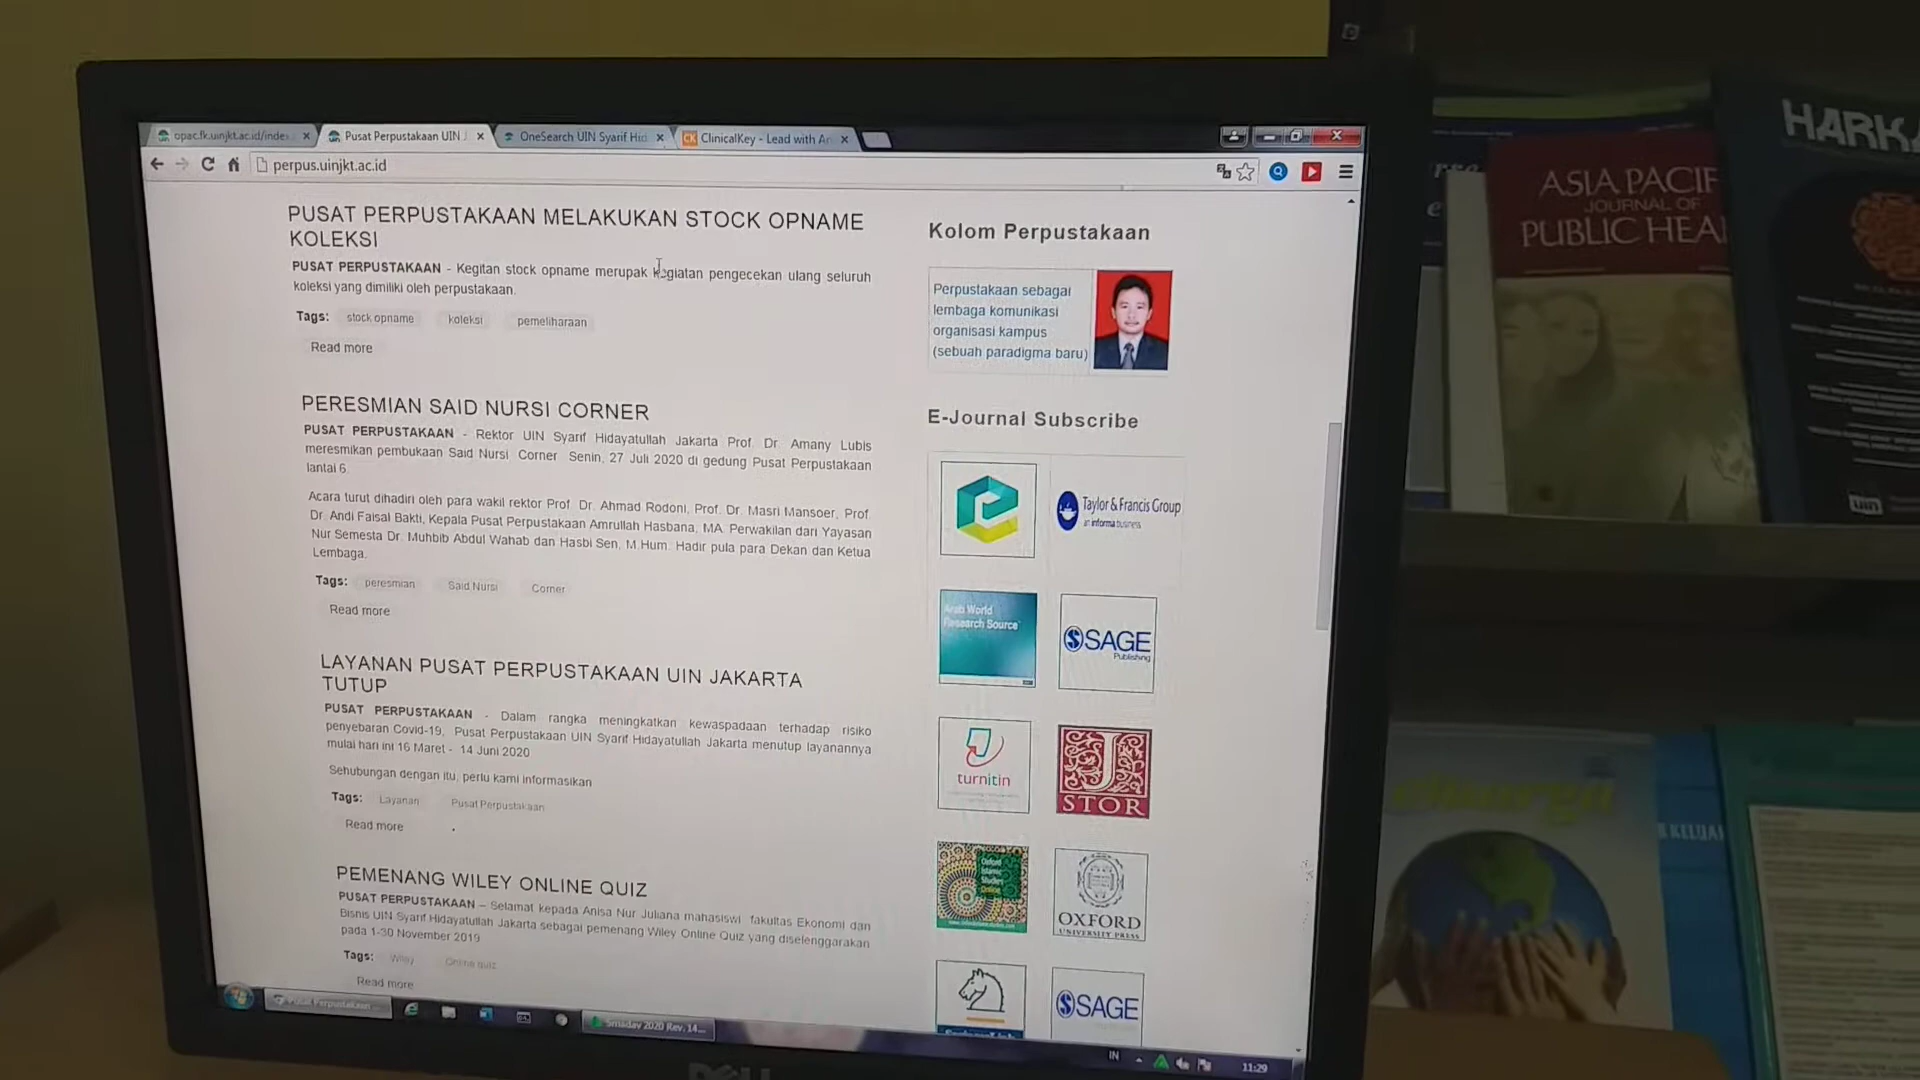 opac.fk.uinjkt.ac.id/inde
Pusat Perpustakaan UIN J
OneSearch UIN Syarif Hid
ClinicalKey - Lead with An
perpus.uinjkt.ac.id
PUSAT PERPUSTAKAAN MELAKUKAN STOCK OPNAME
KOLEKSI
PUSAT PERPUSTAKAAN - Kegitan stock opname merupak kegiatan pengecekan ulang seluruh
koleksi yang dimiliki oleh perpustakaan.
Tags: stock opname koleksi pemeliharaan
Read more
PERESMIAN SAID NURSI CORNER
PUSAT PERPUSTAKAAN - Rektor UIN Syarif Hidayatullah Jakarta Prof. Dr. Amany Lubis
meresmikan pembukaan Said Nursi Corner Senin, 27 Juli 2020 di gedung Pusat Perpustakaan
lantai 6.
Acara turut dihadiri oleh para wakil rektor Prof. Dr. Ahmad Rodoni, Prof. Dr. Masri Mansoer, Prof.
Dr. Andi Faisal Bakti, Kepala Pusat Perpustakaan Amrullah Hasbana, MA. Perwakilan dari Yayasan
Nur Semesta Dr. Muhbib Abdul Wahab dan Hasbi Sen, M.Hum. Hadir pula para Dekan dan Ketua
Lembaga.
Tags: peresmian Said Nursi Corner
Read more
LAYANAN PUSAT PERPUSTAKAAN UIN JAKARTA
TUTUP
PUSAT PERPUSTAKAAN - Dalam rangka meningkatkan kewaspadaan terhadap risiko
penyebaran Covid-19, Pusat Perpustakaan UIN Syarif Hidayatullah Jakarta menutup layanannya
mulai hari ini 16 Maret - 14 Juni 2020
Sehubungan dengan itu, perlu kami informasikan
Tags: Layanan Pusat Perpustakaan
Read more
PEMENANG WILEY ONLINE QUIZ
PUSAT PERPUSTAKAAN – Selamat kepada Anisa Nur Juliana mahasiswi fakultas Ekonomi dan
Bisnis UIN Syarif Hidayatullah Jakarta sebagai pemenang Wiley Online Quiz yang diselenggarakan
pada 1-30 November 2019
Tags: Wiley Online quiz
Read more
Kolom Perpustakaan
Perpustakaan sebagai
lembaga komunikasi
organisasi kampus
(sebuah paradigma baru)
E-Journal Subscribe
Taylor & Francis Group
an informa business
Arab World
Research Source
SAGE
Publishing
turnitin
JSTOR
Oxford
Islamic
Studies
Online
OXFORD
UNIVERSITY PRESS
SAGE
Pusat Perpustakaan
Smadav 2020 Rev. 14...
IN
11:29
DELL
ASIA PACIF
JOURNAL OF
PUBLIC HEA
HARKA
uin
KELUAR